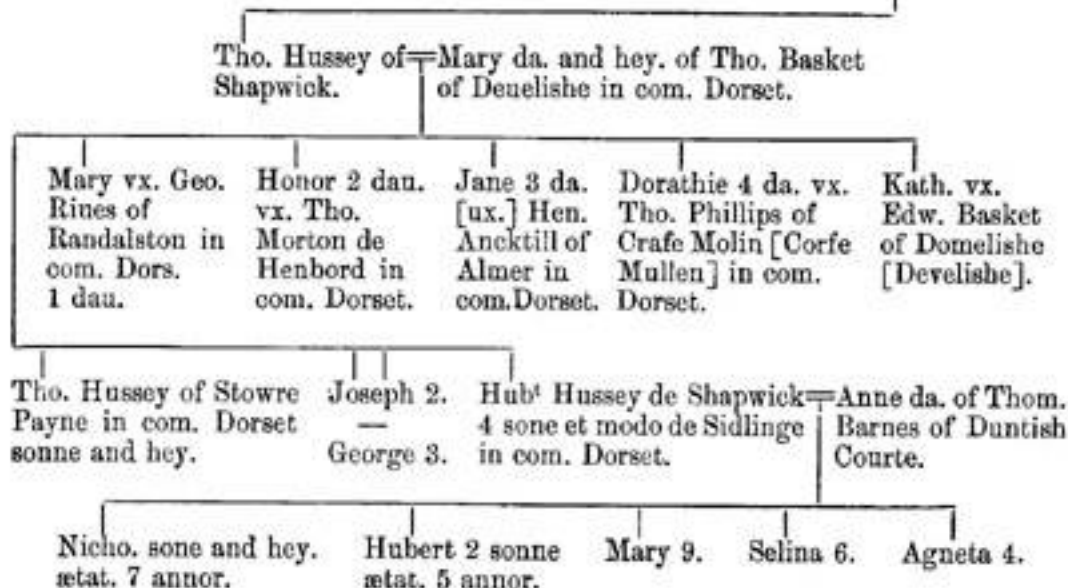 Tho. Hussey of
Shapwick.
Mary da. and hey. of Tho. Basket
of Deuelishe in com. Dorset.
Mary vx. Geo.
Riues of
Randalston in
com. Dors.
1 dau.
Honor 2 dau.
vx. Tho.
Morton de
Henbord in
com. Dorset.
Jane 3 da.
[ux.] Hen.
Ancktill of
Almer in
com.Dorset.
Dorathie 4 da. vx.
Tho. Phillips of
Crafe Molin [Corfe
Mullen] in com.
Dorset.
Kath. vx.
Edw. Basket
of Domelishe
[Develishe].
Tho. Hussey of Stowre
Payne in com. Dorset
sonne and hey.
Joseph 2.
—
George 3.
Hubᵗ Hussey de Shapwick
4 sone et modo de Sidlinge
in com. Dorset.
Anne da. of Thom.
Barnes of Duntish
Courte.
Nicho. sone and hey.
ætat. 7 annor.
Hubert 2 sonne
ætat. 5 annor.
Mary 9.
Selina 6.
Agneta 4.